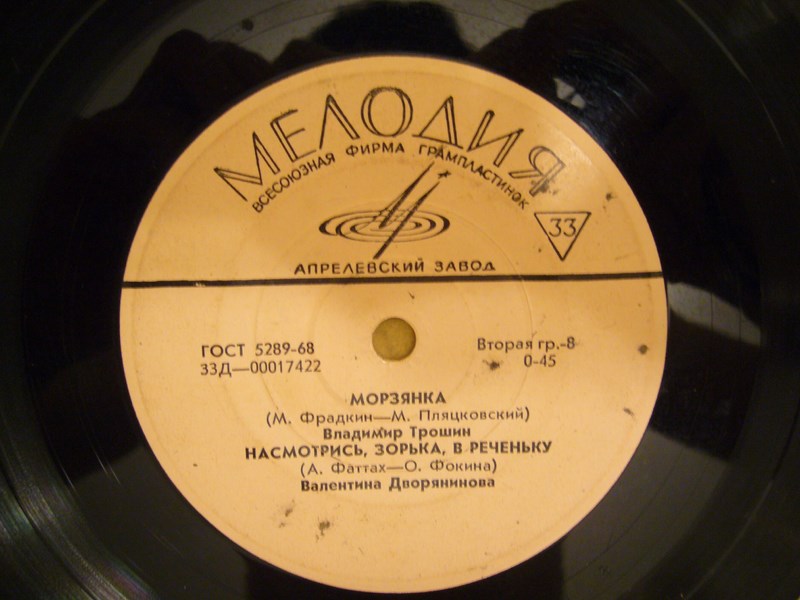 МЕЛОДИЯ
ВСЕСОЮЗНАЯ ФИРМА ГРАМПЛАСТИНОК
33
АПРЕЛЕВСКИЙ ЗАВОД
ГОСТ 5289-68 Вторая гр.-8
33Д—00017422 0-45
МОРЗЯНКА
(М. Фрадкин—М. Пляцковский)
Владимир Трошин
НАСМОТРИСЬ, ЗОРЬКА, В РЕЧЕНЬКУ
(А. Фаттах—О. Фокина)
Валентина Дворянинова